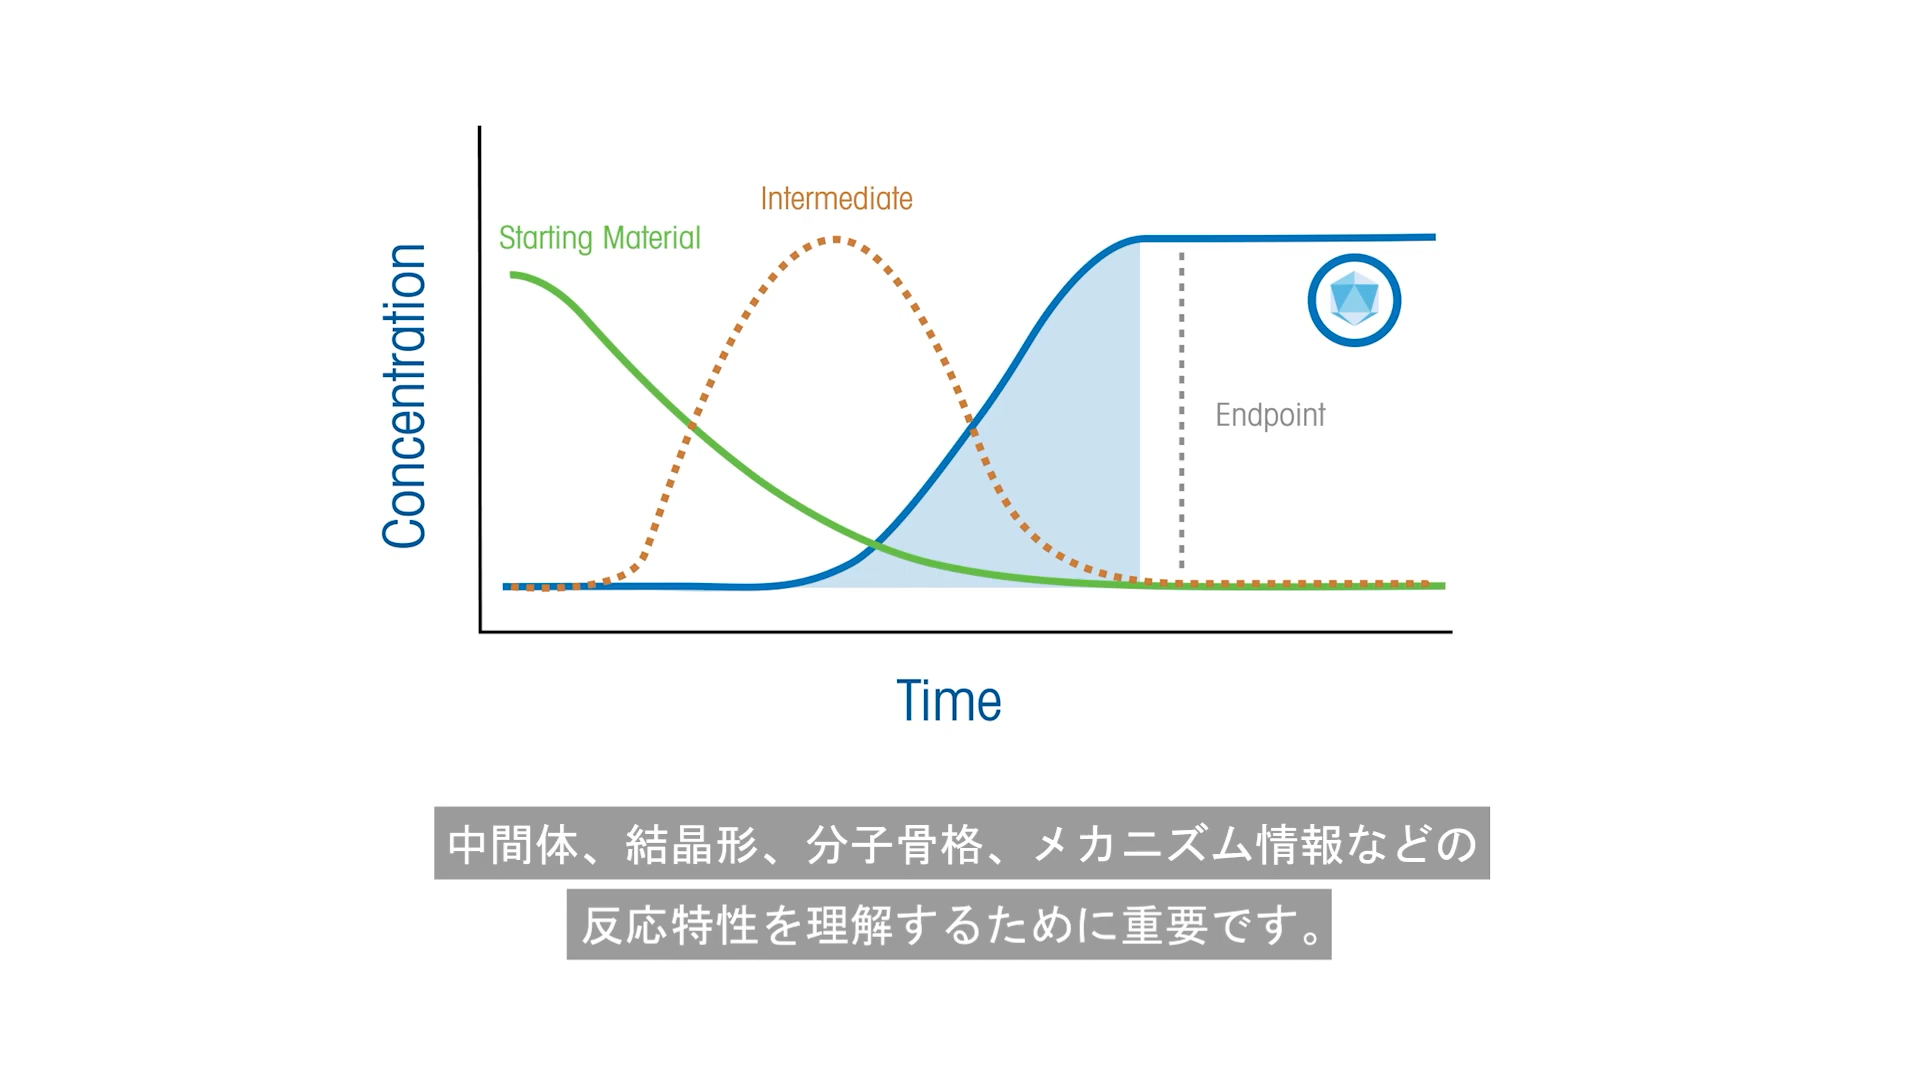 Intermediate
Starting Material
Concentration
Endpoint
Time
中間体、結晶形、分子骨格、メカニズム情報などの
反応特性を理解するために重要です。